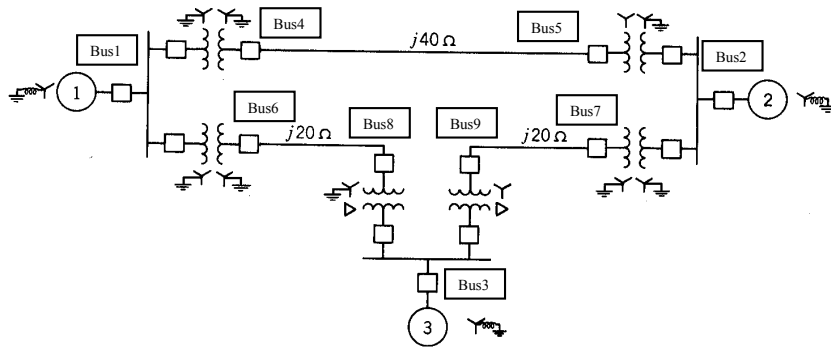 Bus4
Bus5
Bus1
j40 Ω
Bus2
1
2
Bus6
Bus8
Bus9
Bus7
j20 Ω
j20 Ω
Bus3
3